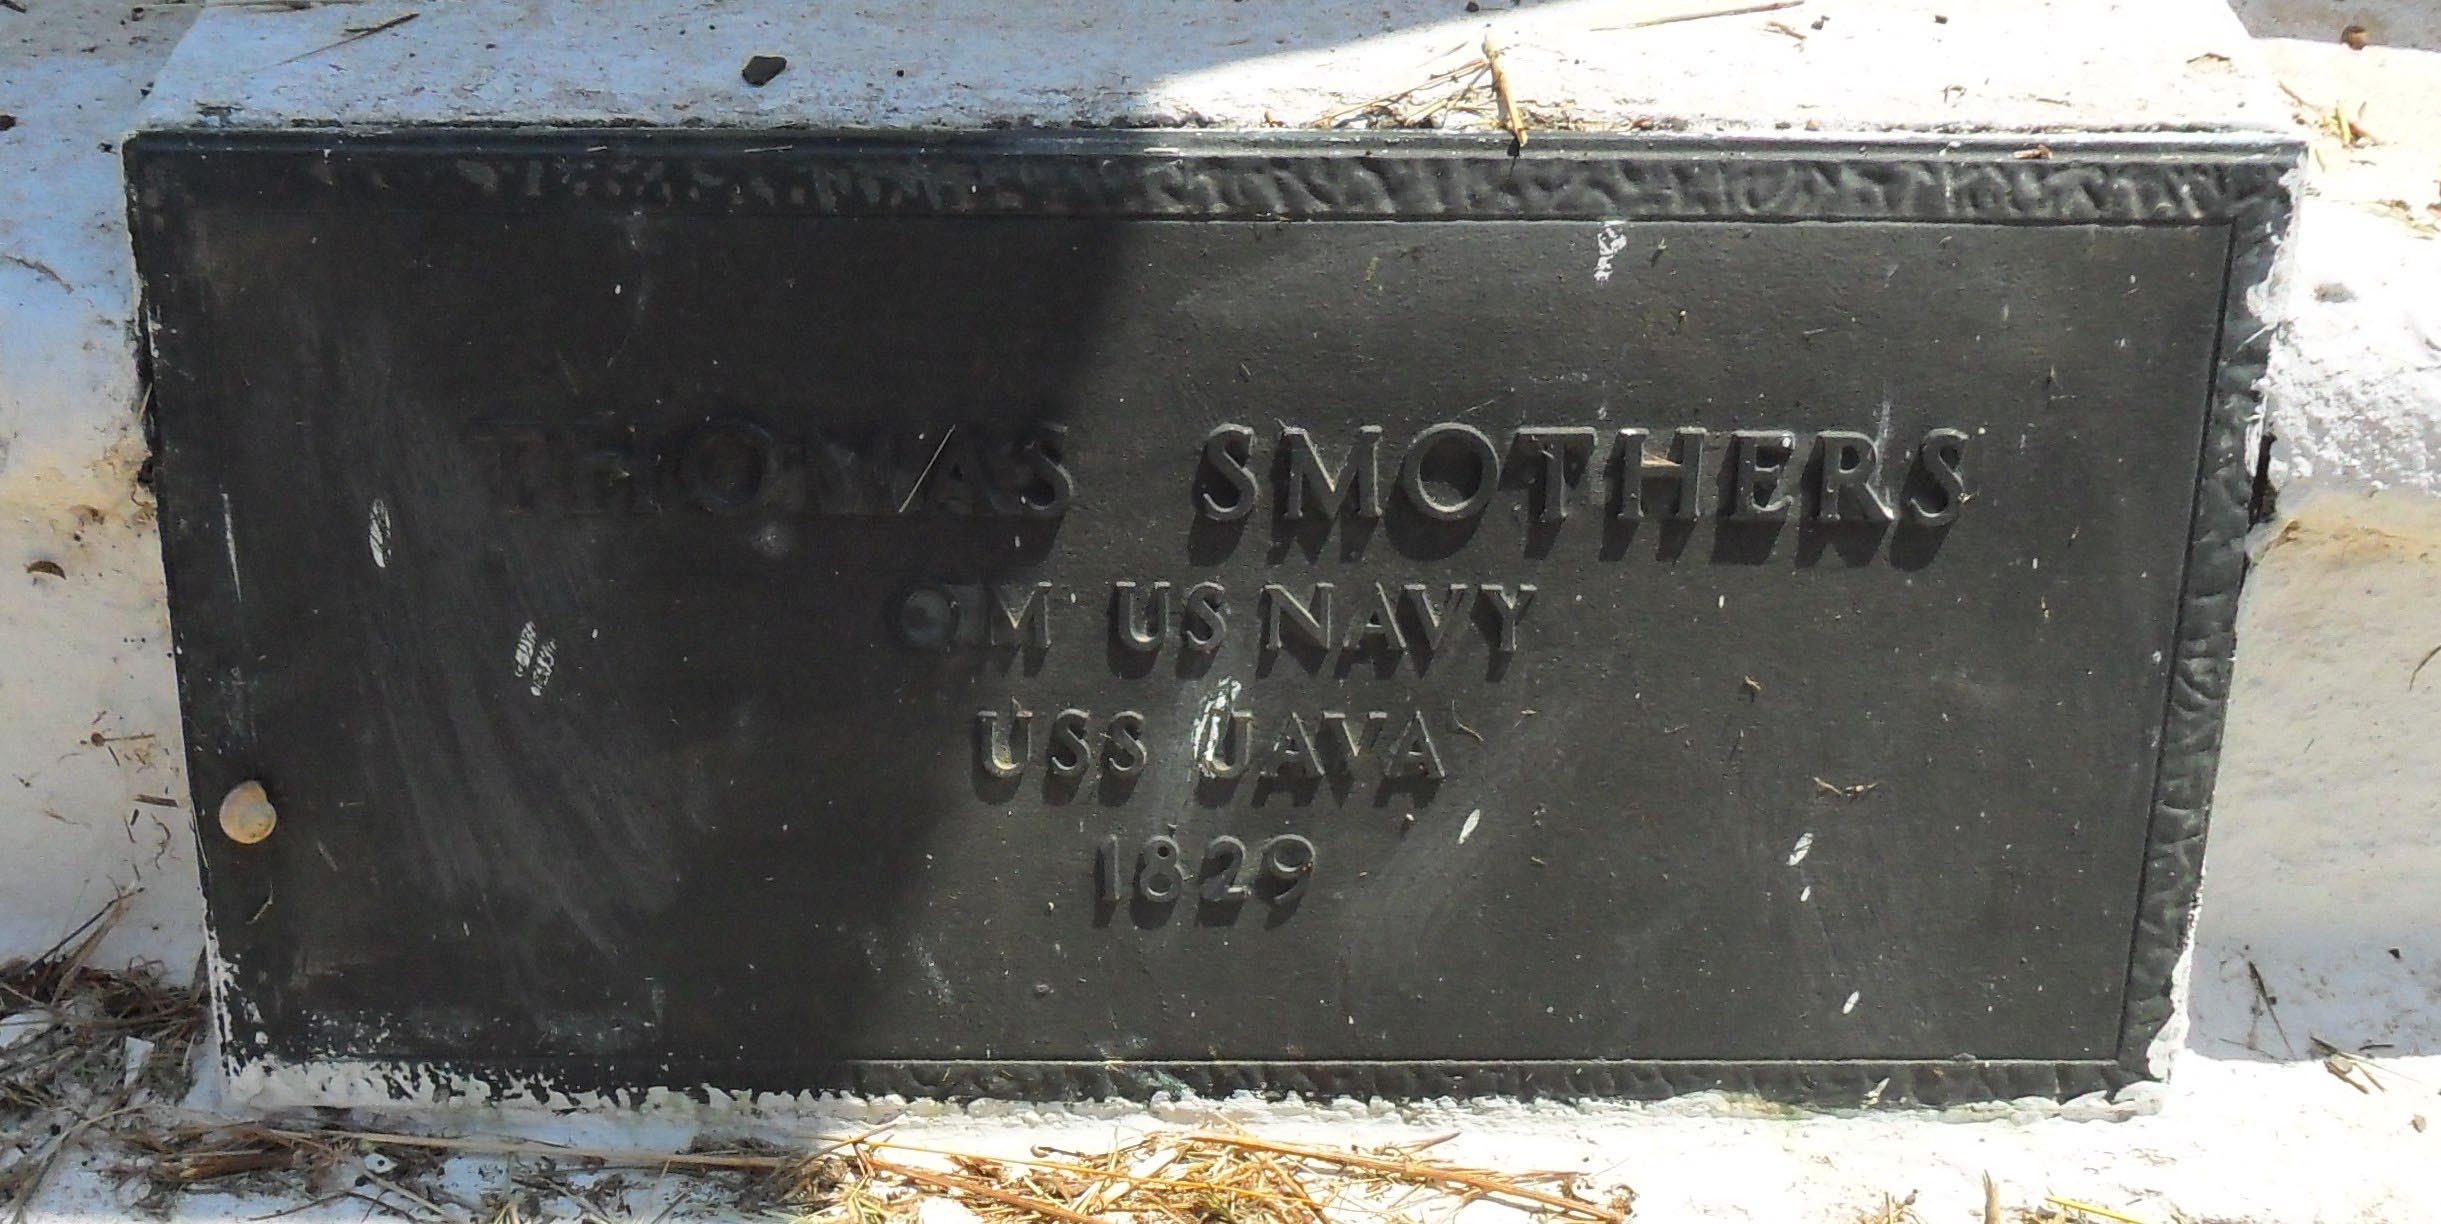 THOMAS SMOTHERS
QM US NAVY
USS JAVA
1829